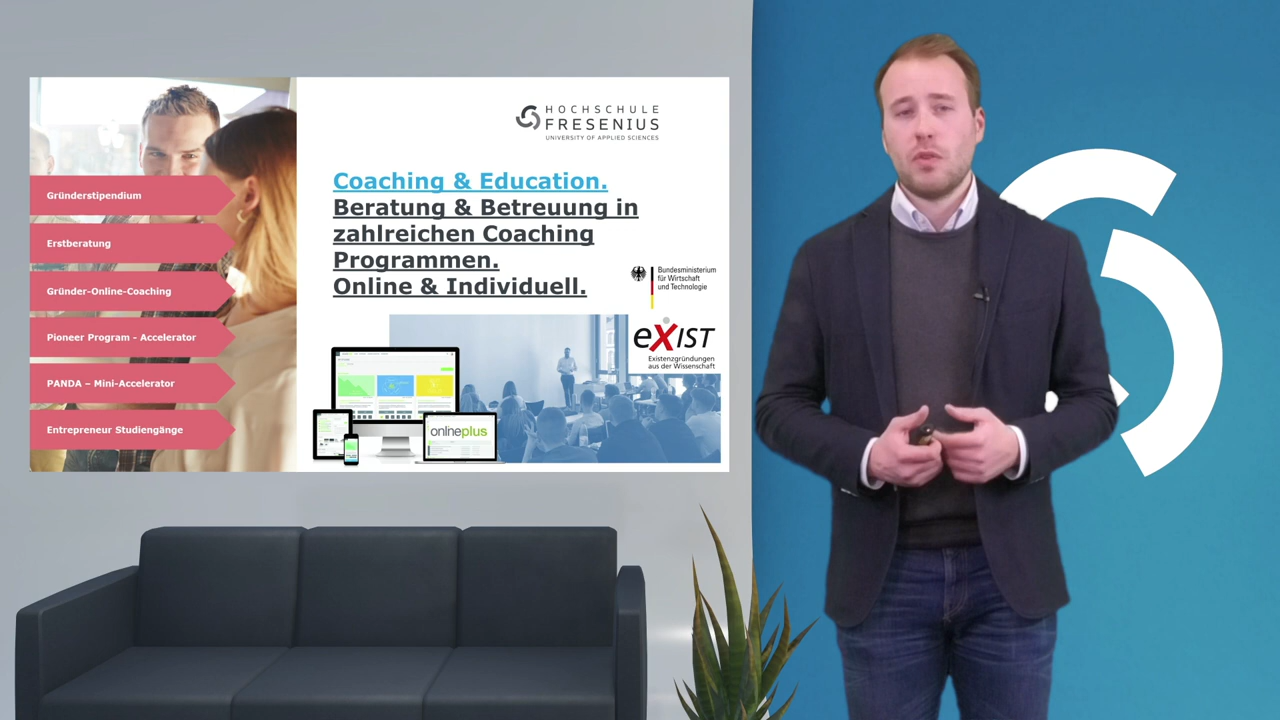 HOCHSCHULE
FRESENIUS
UNIVERSITY OF APPLIED SCIENCES
Gründerstipendium
Erstberatung
Gründer-Online-Coaching
Pioneer Program - Accelerator
PANDA – Mini-Accelerator
Entrepreneur Studiengänge
Coaching & Education.
Beratung & Betreuung in
zahlreichen Coaching
Programmen.
Online & Individuell.
Bundesministerium
für Wirtschaft
und Technologie
eXIST
Existenzgründungen
aus der Wissenschaft
onlineplus